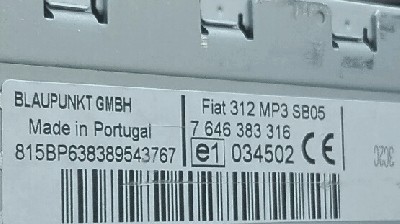 BLAUPUNKT GMBH
Made in Portugal
815BP638389543767
Fiat 312 MP3 SB05
7 646 383 316
e1 034502 CE